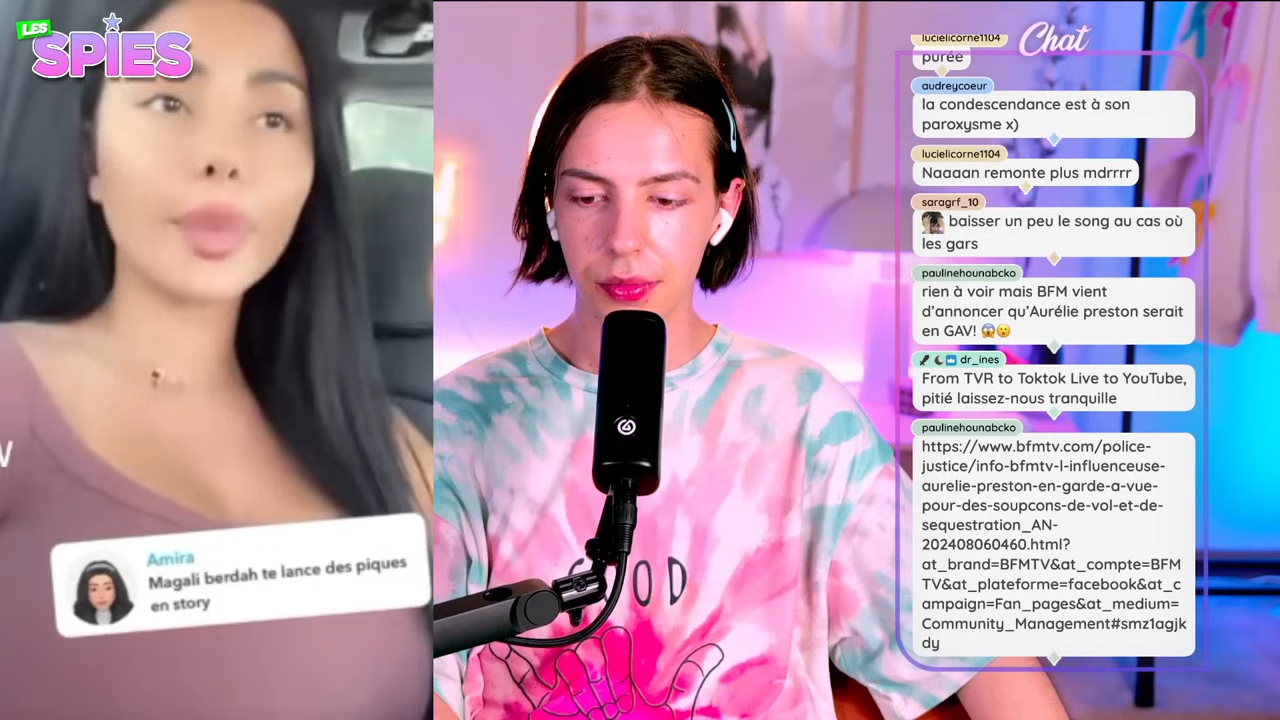 LES
SPIES
W
Amira
Magali berdah te lance des piques
en story
OOD
Chat
lucielicorne1104
purée
audreycoeur
la condescendance est à son
paroxysme x)
lucielicorne1104
Naaaan remonte plus mdrrrr
saragrf_10
baisser un peu le song au cas où
les gars
paulinehounabcko
rien à voir mais BFM vient
d’annoncer qu’Aurélie preston serait
en GAV! 😱😮
dr_ines
From TVR to Toktok Live to YouTube,
pitié laissez-nous tranquille
paulinehounabcko
https://www.bfmtv.com/police-
justice/info-bfmtv-l-influenceuse-
aurelie-preston-en-garde-a-vue-
pour-des-soupcons-de-vol-et-de-
sequestration_AN-
202408060460.html?
at_brand=BFMTV&at_compte=BFM
TV&at_plateforme=facebook&at_c
ampaign=Fan_pages&at_medium=
Community_Management#smz1agjk
dy